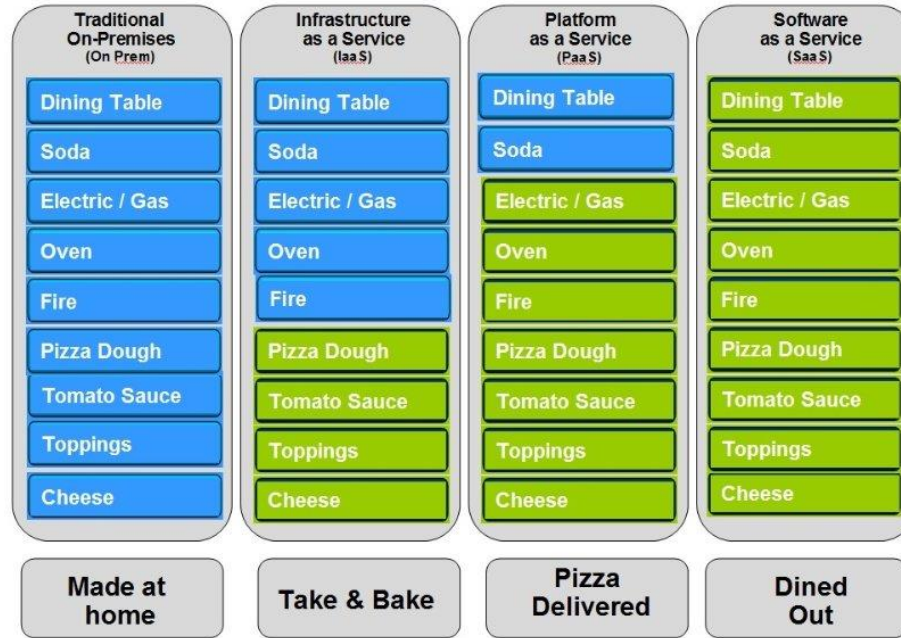 Traditional
On-Premises
(On Prem)
Dining Table
Soda
Electric / Gas
Oven
Fire
Pizza Dough
Tomato Sauce
Toppings
Cheese
Made at
home
Infrastructure
as a Service
(IaaS)
Dining Table
Soda
Electric / Gas
Oven
Fire
Pizza Dough
Tomato Sauce
Toppings
Cheese
Take & Bake
Platform
as a Service
(PaaS)
Dining Table
Soda
Electric / Gas
Oven
Fire
Pizza Dough
Tomato Sauce
Toppings
Cheese
Pizza
Delivered
Software
as a Service
(SaaS)
Dining Table
Soda
Electric / Gas
Oven
Fire
Pizza Dough
Tomato Sauce
Toppings
Cheese
Dined
Out